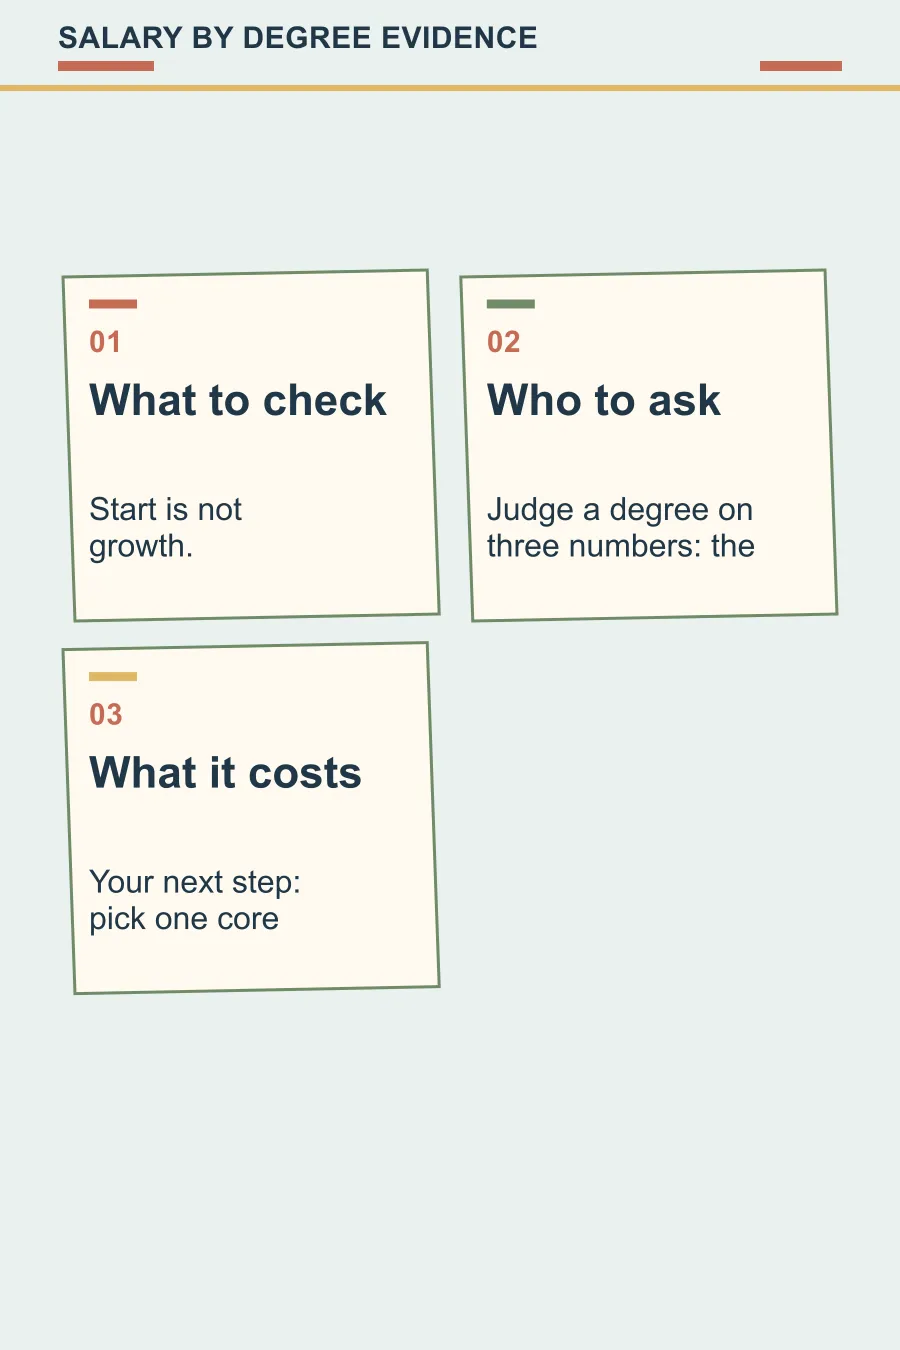 SALARY BY DEGREE EVIDENCE
01
What to check
Start is not
growth.
02
Who to ask
Judge a degree on
three numbers: the
03
What it costs
Your next step:
pick one core